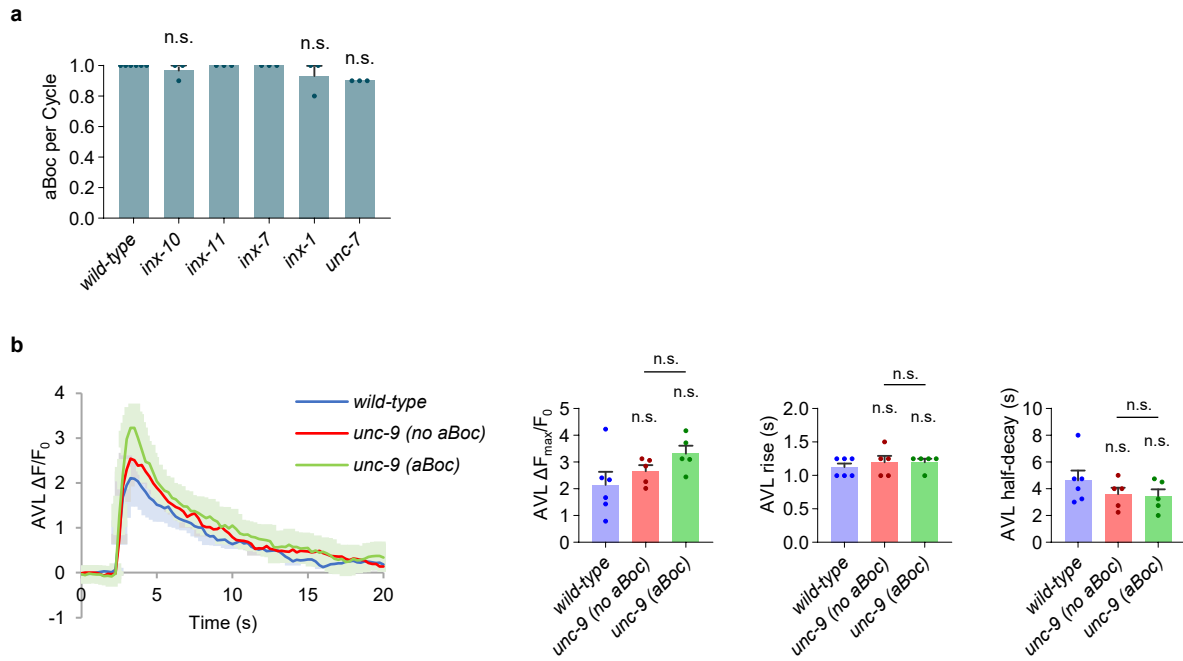 a
n.s.
n.s.
n.s.
aBoc per Cycle
1.0
0.8
0.6
0.4
0.2
0.0
wild-type
inx-10
inx-11
inx-7
inx-1
unc-7
b
AVL ΔF/F0
4
3
2
1
0
-1
0
5
10
15
20
Time (s)
wild-type
unc-9 (no aBoc)
unc-9 (aBoc)
n.s.
n.s.
n.s.
AVL ΔFmax/F0
5
4
3
2
1
0
wild-type
unc-9 (no aBoc)
unc-9 (aBoc)
n.s.
n.s.
n.s.
AVL rise (s)
2.0
1.5
1.0
0.5
0.0
wild-type
unc-9 (no aBoc)
unc-9 (aBoc)
n.s.
n.s.
n.s.
AVL half-decay (s)
10
8
6
4
2
0
wild-type
unc-9 (no aBoc)
unc-9 (aBoc)